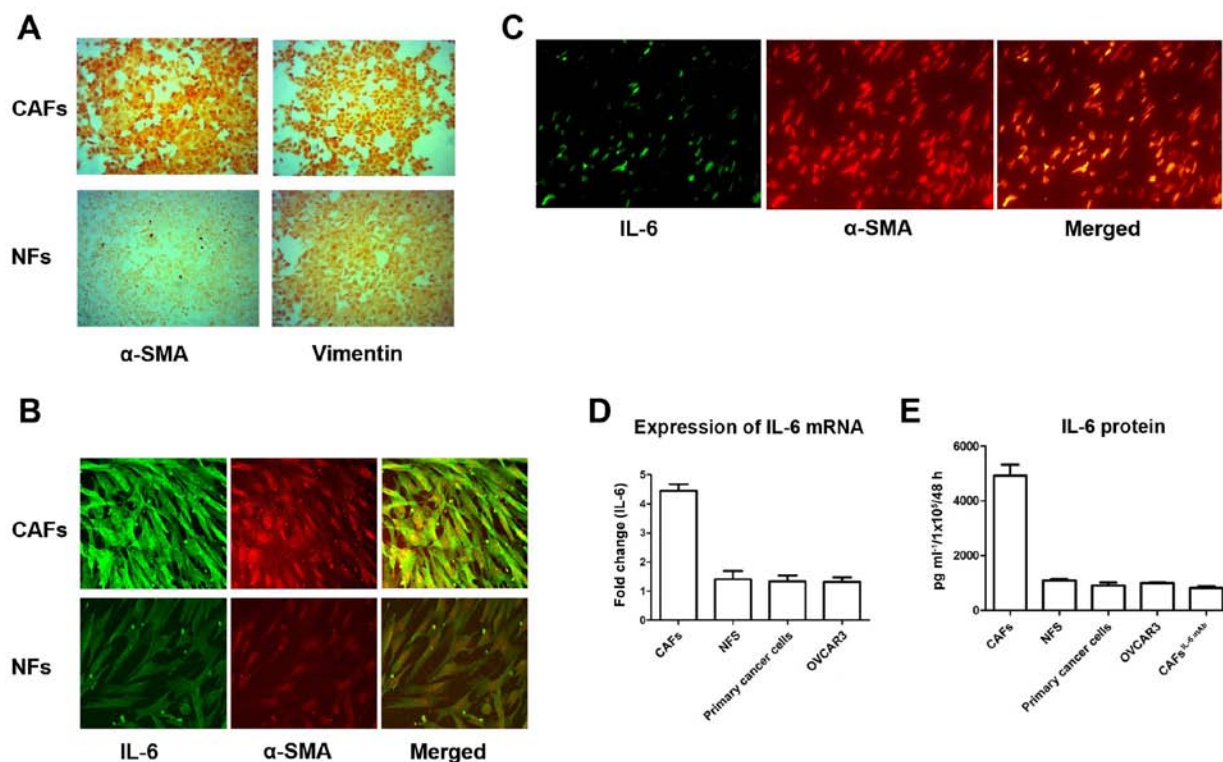 A
CAFs
NFs
α-SMA Vimentin
B
CAFs
NFs
IL-6 α-SMA Merged
C
IL-6 α-SMA Merged
D
Expression of IL-6 mRNA
Fold change (IL-6)
5
4
3
2
1
0
CAFs
NFS
Primary cancer cells
OVCAR3
E
IL-6 protein
pg ml⁻¹/1x10⁵/48 h
6000
4000
2000
0
CAFs
NFS
Primary cancer cells
OVCAR3
CAFs IL-6 mAb